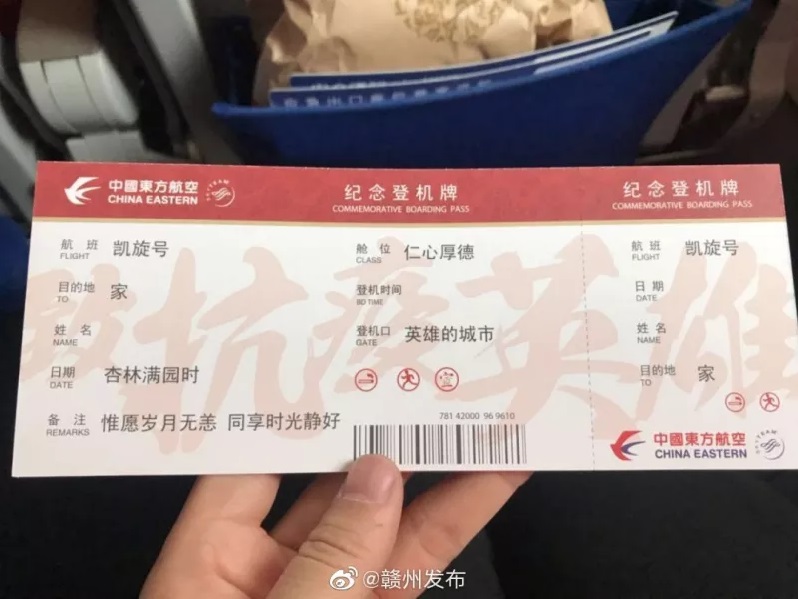 中國東方航空
CHINA EASTERN
SKYTEAM
纪念登机牌
COMMEMORATIVE BOARDING PASS
航班 凯旋号
FLIGHT
舱位 仁心厚德
CLASS
目的地 家
TO
登机时间
BD TIME
姓名
NAME
登机口 英雄的城市
GATE
日期 杏林满园时
DATE
备注 惟愿岁月无恙 同享时光静好
REMARKS
781 42000 96 9610
致抗疫英雄
纪念登机牌
COMMEMORATIVE BOARDING PASS
航班 凯旋号
FLIGHT
日期
DATE
姓名
NAME
目的地 家
TO
中國東方航空
CHINA EASTERN
SKYTEAM
@赣州发布